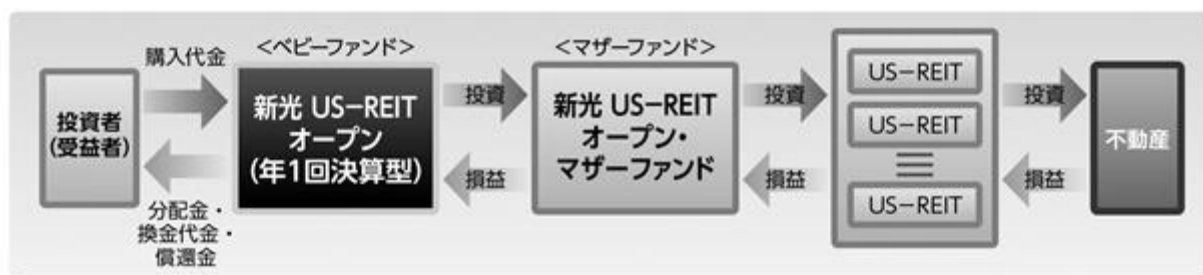 購入代金
投資者
(受益者)
分配金・
換金代金・
償還金
<ベビーファンド>
新光 US-REIT
オープン
(年1回決算型)
投資
損益
<マザーファンド>
新光 US-REIT
オープン・
マザーファンド
投資
損益
US-REIT
US-REIT
US-REIT
投資
損益
不動産